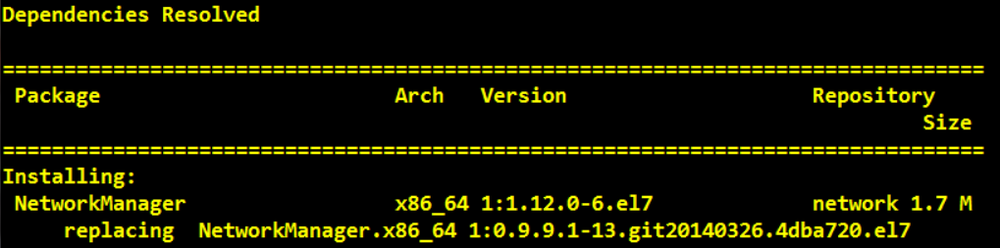 Dependencies Resolved
================================================================================
Package Arch Version Repository
Size
================================================================================
Installing:
NetworkManager x86_64 1:1.12.0-6.el7 network 1.7 M
replacing NetworkManager.x86_64 1:0.9.9.1-13.git20140326.4dba720.el7